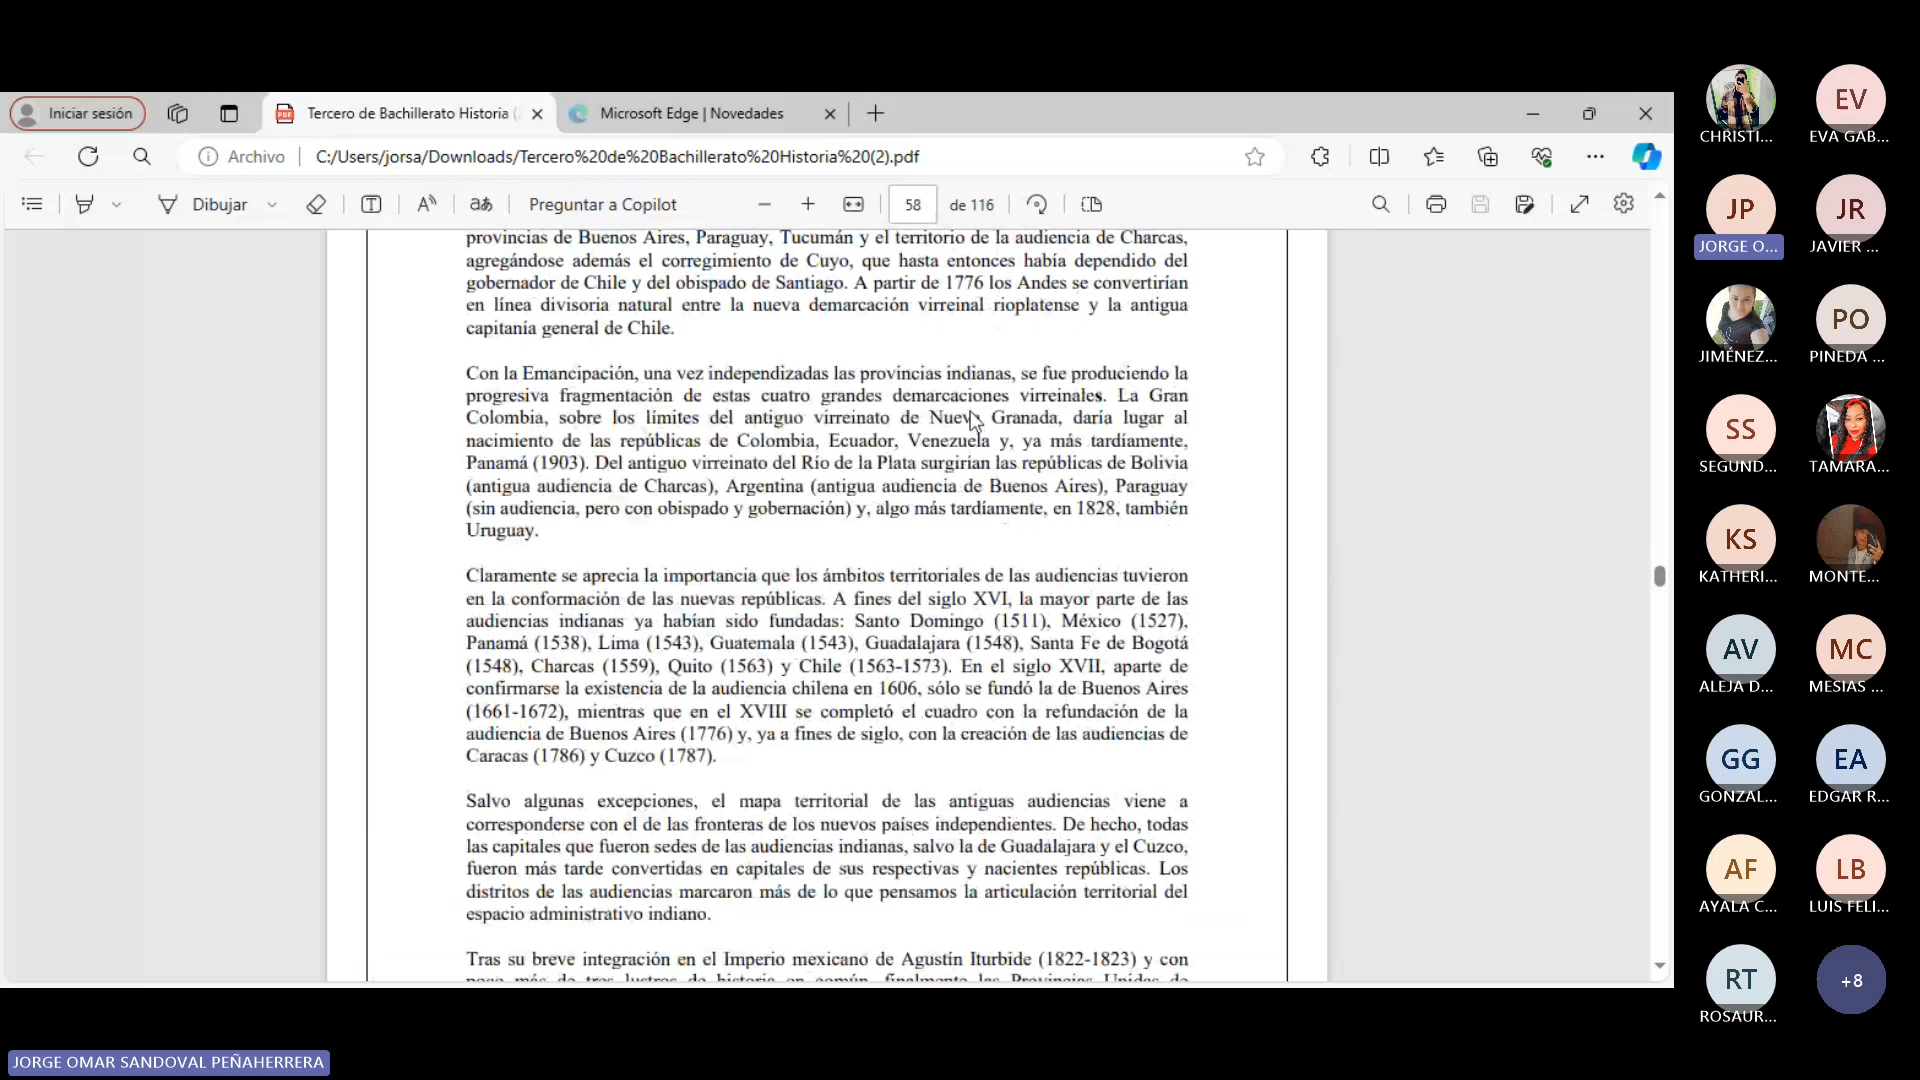 Iniciar sesión
Tercero de Bachillerato Historia (
Microsoft Edge | Novedades
Archivo
C:/Users/jorsa/Downloads/Tercero%20de%20Bachillerato%20Historia%20(2).pdf
Dibujar
aあ
Preguntar a Copilot
58
de 116
provincias de Buenos Aires, Paraguay, Tucumán y el territorio de la audiencia de Charcas,
agregándose además el corregimiento de Cuyo, que hasta entonces había dependido del
gobernador de Chile y del obispado de Santiago. A partir de 1776 los Andes se convertirían
en línea divisoria natural entre la nueva demarcación virreinal rioplatense y la antigua
capitanía general de Chile.
Con la Emancipación, una vez independizadas las provincias indianas, se fue produciendo la
progresiva fragmentación de estas cuatro grandes demarcaciones virreinales. La Gran
Colombia, sobre los límites del antiguo virreinato de Nueva Granada, daría lugar al
nacimiento de las repúblicas de Colombia, Ecuador, Venezuela y, ya más tardíamente,
Panamá (1903). Del antiguo virreinato del Río de la Plata surgirían las repúblicas de Bolivia
(antigua audiencia de Charcas), Argentina (antigua audiencia de Buenos Aires), Paraguay
(sin audiencia, pero con obispado y gobernación) y, algo más tardíamente, en 1828, también
Uruguay.
Claramente se aprecia la importancia que los ámbitos territoriales de las audiencias tuvieron
en la conformación de las nuevas repúblicas. A fines del siglo XVI, la mayor parte de las
audiencias indianas ya habían sido fundadas: Santo Domingo (1511), México (1527),
Panamá (1538), Lima (1543), Guatemala (1543), Guadalajara (1548), Santa Fe de Bogotá
(1548), Charcas (1559), Quito (1563) y Chile (1563-1573). En el siglo XVII, aparte de
confirmarse la existencia de la audiencia chilena en 1606, sólo se fundó la de Buenos Aires
(1661-1672), mientras que en el XVIII se completó el cuadro con la refundación de la
audiencia de Buenos Aires (1776) y, ya a fines de siglo, con la creación de las audiencias de
Caracas (1786) y Cuzco (1787).
Salvo algunas excepciones, el mapa territorial de las antiguas audiencias viene a
corresponderse con el de las fronteras de los nuevos países independientes. De hecho, todas
las capitales que fueron sedes de las audiencias indianas, salvo la de Guadalajara y el Cuzco,
fueron más tarde convertidas en capitales de sus respectivas y nacientes repúblicas. Los
distritos de las audiencias marcaron más de lo que pensamos la articulación territorial del
espacio administrativo indiano.
Tras su breve integración en el Imperio mexicano de Agustín Iturbide (1822-1823) y con
poco más de tres lustros de historia en común, finalmente las Provincias Unidas de
CHRISTI...
EV
EVA GAB...
JP
JORGE O...
JR
JAVIER ...
JIMÉNEZ...
PO
PINEDA ...
SS
SEGUND...
TAMARA...
KS
KATHERI...
MONTE...
AV
ALEJA D...
MC
MESIAS ...
GG
GONZAL...
EA
EDGAR R...
AF
AYALA C...
LB
LUIS FELI...
RT
ROSAUR...
+8
JORGE OMAR SANDOVAL PEÑAHERRERA